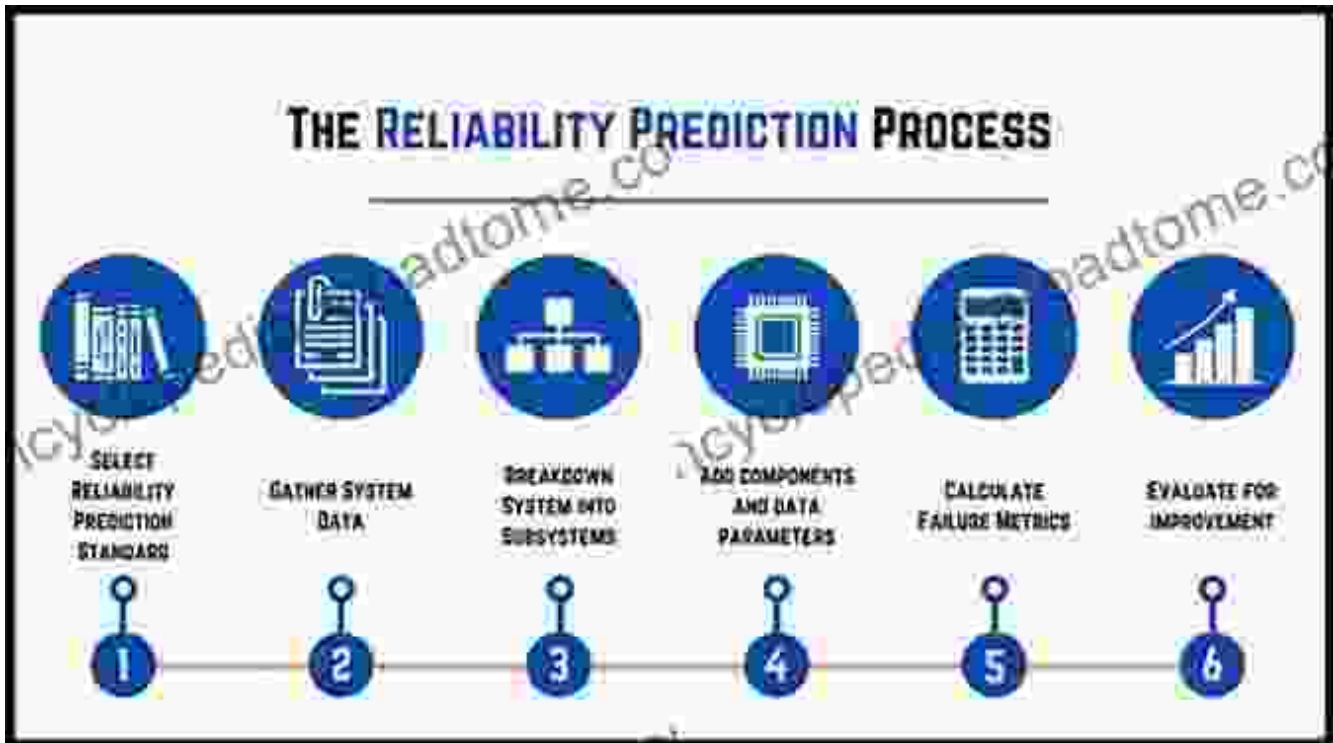 THE RELIABILITY PREDICTION PROCESS
SELECT
RELIABILITY
PREDICTION
STANDARD
GATHER SYSTEM
DATA
BREAKDOWN
SYSTEM INTO
SUBSYSTEMS
ADD COMPONENTS
AND DATA
PARAMETERS
CALCULATE
FAILURE METRICS
EVALUATE FOR
IMPROVEMENT
1
2
3
4
5
6